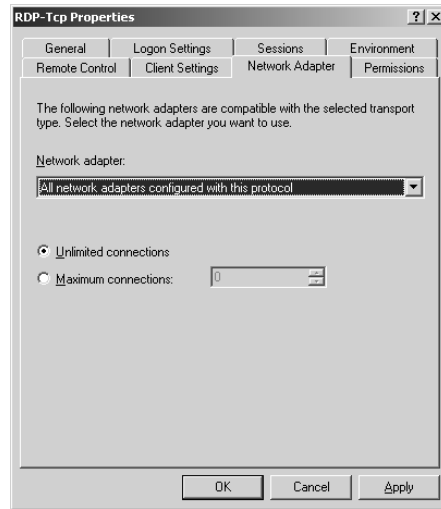 RDP-Tcp Properties
? X
General Logon Settings Sessions Environment
Remote Control Client Settings Network Adapter Permissions
The following network adapters are compatible with the selected transport
type. Select the network adapter you want to use.
Network adapter:
All network adapters configured with this protocol
Unlimited connections
Maximum connections: 0
OK Cancel Apply